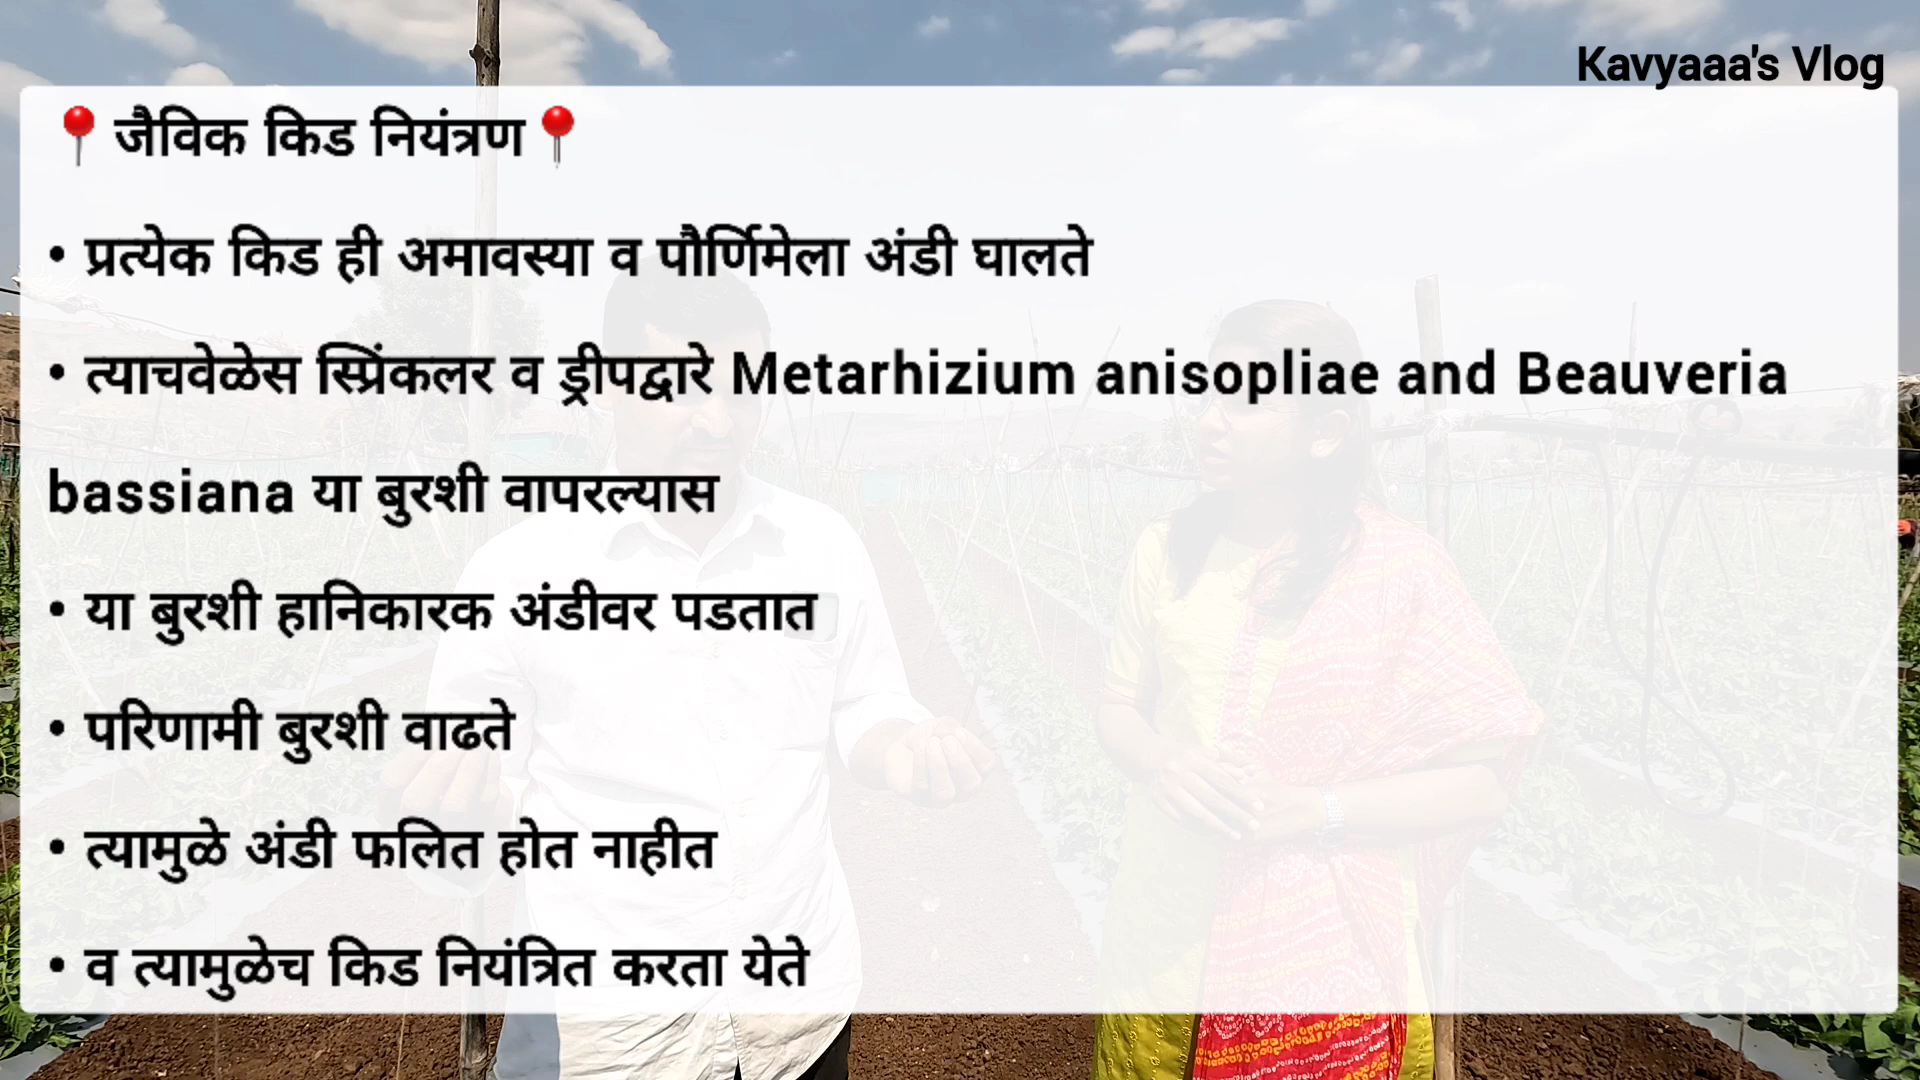 Kavyaaa's Vlog
📍जैविक किड नियंत्रण📍
• प्रत्येक किड ही अमावस्या व पौर्णिमेला अंडी घालते
• त्याचवेळेस स्प्रिंकलर व ड्रीपद्वारे Metarhizium anisopliae and Beauveria
bassiana या बुरशी वापरल्यास
• या बुरशी हानिकारक अंडीवर पडतात
• परिणामी बुरशी वाढते
• त्यामुळे अंडी फलित होत नाहीत
• व त्यामुळेच किड नियंत्रित करता येते